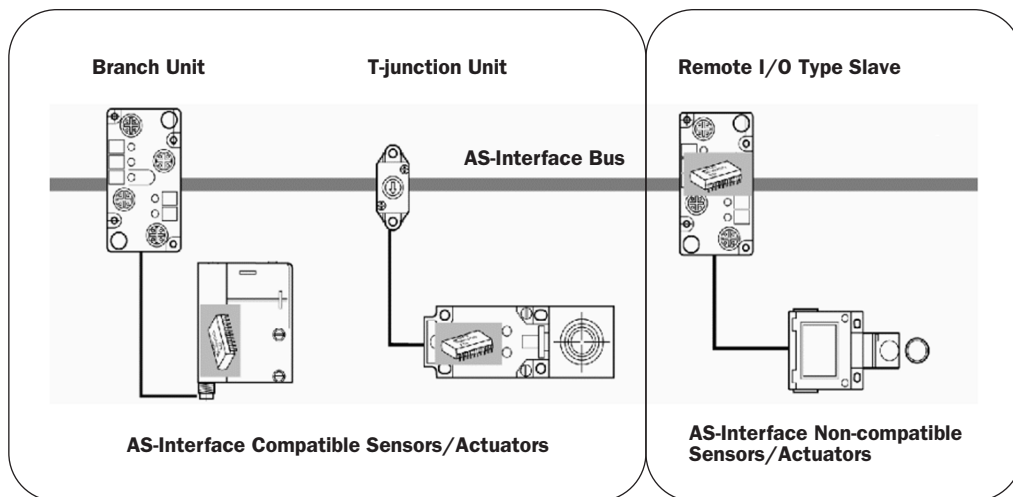 Branch Unit
T-junction Unit
Remote I/O Type Slave
AS-Interface Bus
AS-Interface Compatible Sensors/Actuators
AS-Interface Non-compatible
Sensors/Actuators